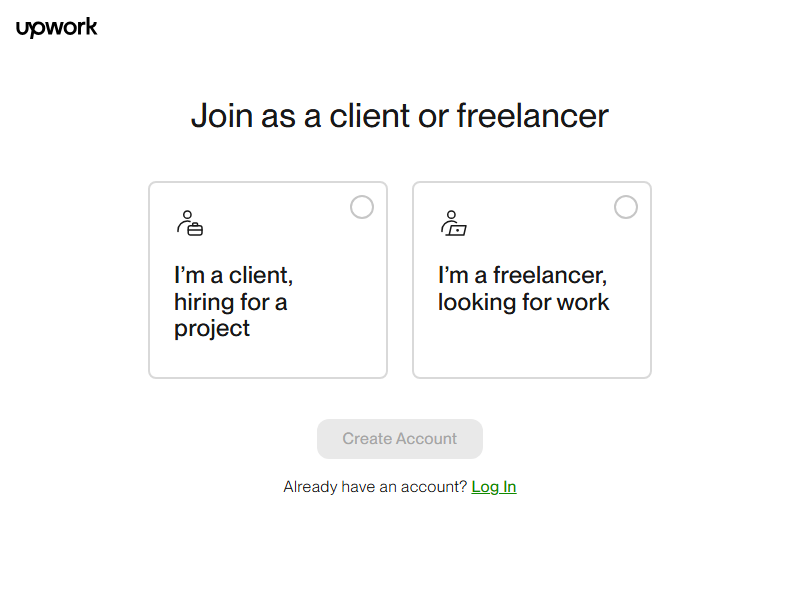 upwork
Join as a client or freelancer
I’m a client,
hiring for a
project
I’m a freelancer,
looking for work
Create Account
Already have an account? Log In